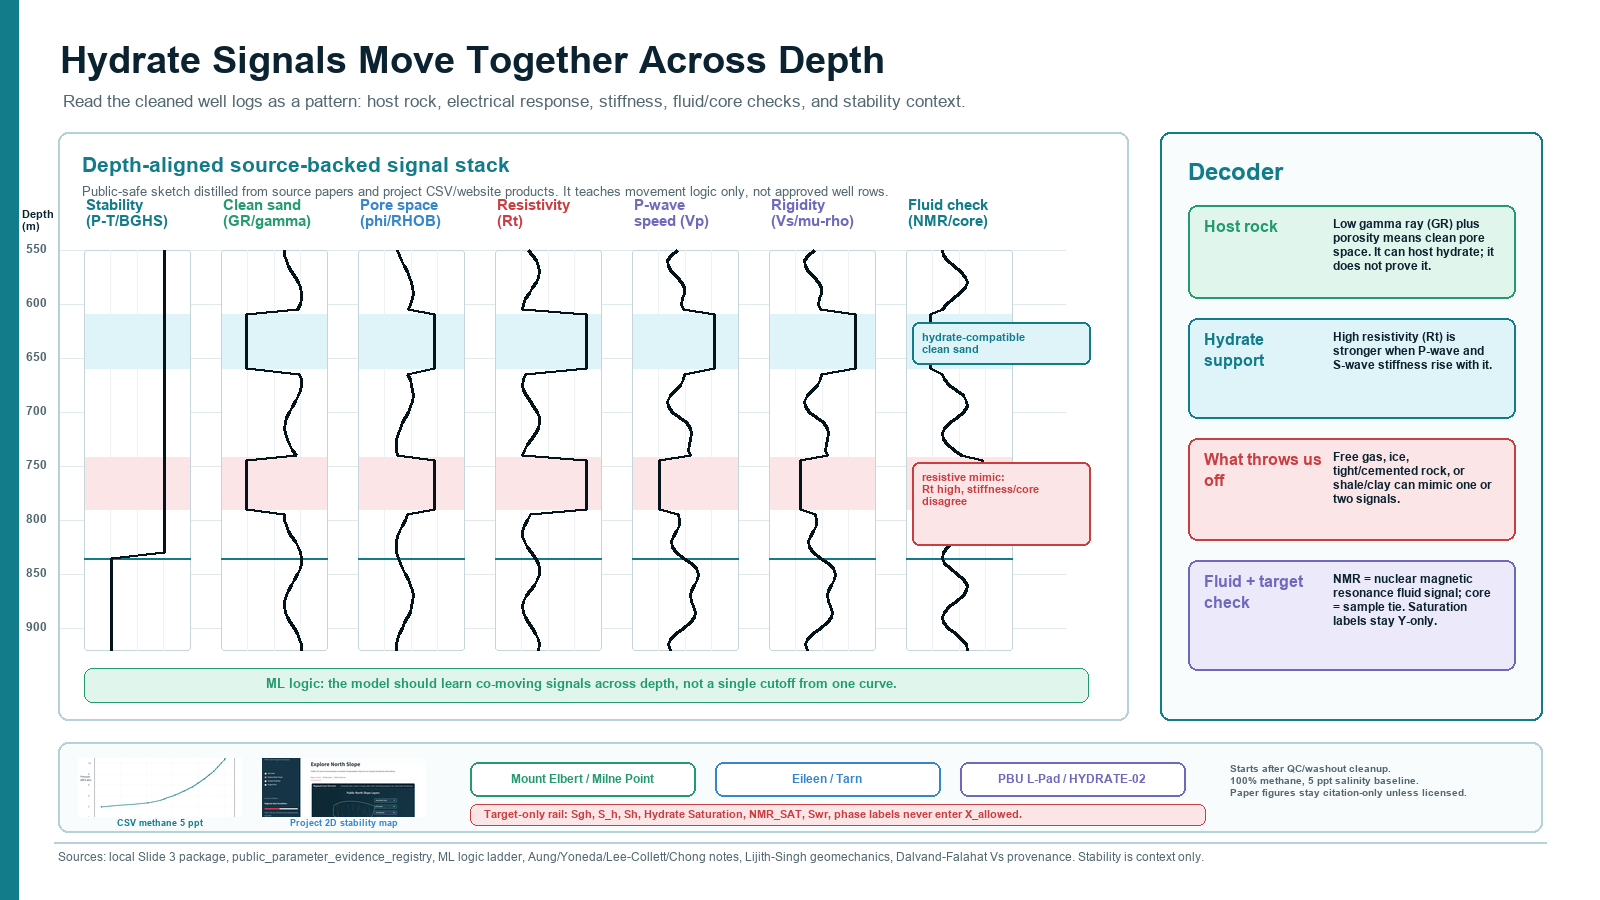 Hydrate Signals Move Together Across Depth
Read the cleaned well logs as a pattern: host rock, electrical response, stiffness, fluid/core checks, and stability context.
Depth-aligned source-backed signal stack
Public-safe sketch distilled from source papers and project CSV/website products. It teaches movement logic only, not approved well rows.
Depth
(m)
Stability
(P-T/BGHS)
Clean sand
(GR/gamma)
Pore space
(phi/RHOB)
Resistivity
(Rt)
P-wave
speed (Vp)
Rigidity
(Vs/mu-rho)
Fluid check
(NMR/core)
550
600
650
700
750
800
850
900
hydrate-compatible
clean sand
resistive mimic:
Rt high, stiffness/core
disagree
ML logic: the model should learn co-moving signals across depth, not a single cutoff from one curve.
Decoder
Host rock
Low gamma ray (GR) plus
porosity means clean pore
space. It can host hydrate; it
does not prove it.
Hydrate
support
High resistivity (Rt) is
stronger when P-wave and
S-wave stiffness rise with it.
What throws us
off
Free gas, ice,
tight/cemented rock, or
shale/clay can mimic one or
two signals.
Fluid + target
check
NMR = nuclear magnetic
resonance fluid signal; core
= sample tie. Saturation
labels stay Y-only.
CSV methane 5 ppt
Explore North Slope
Project 2D stability map
Mount Elbert / Milne Point
Eileen / Tarn
PBU L-Pad / HYDRATE-02
Target-only rail: Sgh, S_h, Sh, Hydrate Saturation, NMR_SAT, Swr, phase labels never enter X_allowed.
Starts after QC/washout cleanup.
100% methane, 5 ppt salinity baseline.
Paper figures stay citation-only unless licensed.
Sources: local Slide 3 package, public_parameter_evidence_registry, ML logic ladder, Aung/Yoneda/Lee-Collett/Chong notes, Lijith-Singh geomechanics, Dalvand-Falahat Vs provenance. Stability is context only.